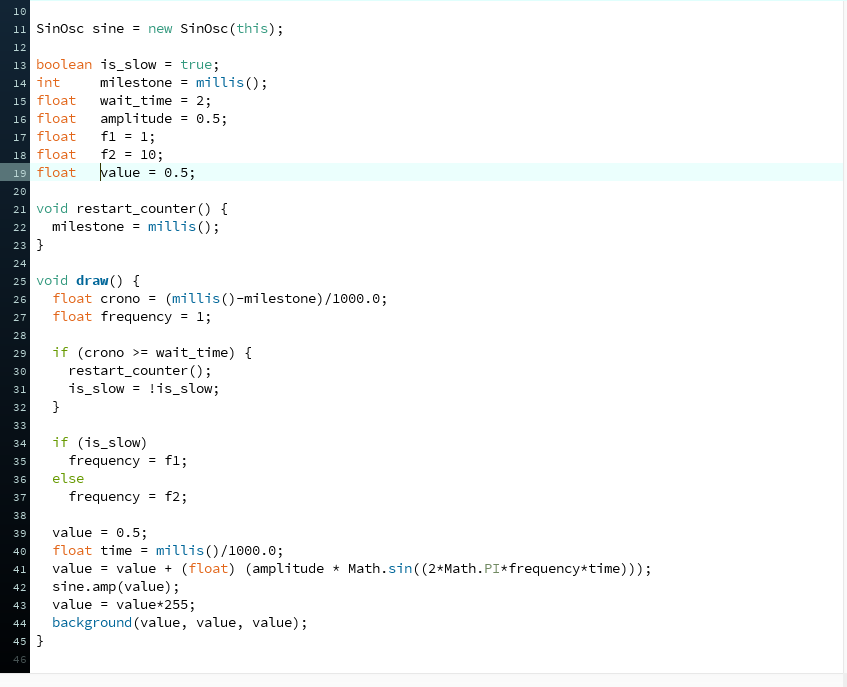 10
11 SinOsc sine = new SinOsc(this);
12
13 boolean is_slow = true;
14 int     milestone = millis();
15 float   wait_time = 2;
16 float   amplitude = 0.5;
17 float   f1 = 1;
18 float   f2 = 10;
19 float   value = 0.5;
20
21 void restart_counter() {
22   milestone = millis();
23 }
24
25 void draw() {
26   float crono = (millis()-milestone)/1000.0;
27   float frequency = 1;
28
29   if (crono >= wait_time) {
30     restart_counter();
31     is_slow = !is_slow;
32   }
33
34   if (is_slow)
35     frequency = f1;
36   else
37     frequency = f2;
38
39   value = 0.5;
40   float time = millis()/1000.0;
41   value = value + (float) (amplitude * Math.sin((2*Math.PI*frequency*time)));
42   sine.amp(value);
43   value = value*255;
44   background(value, value, value);
45 }
46